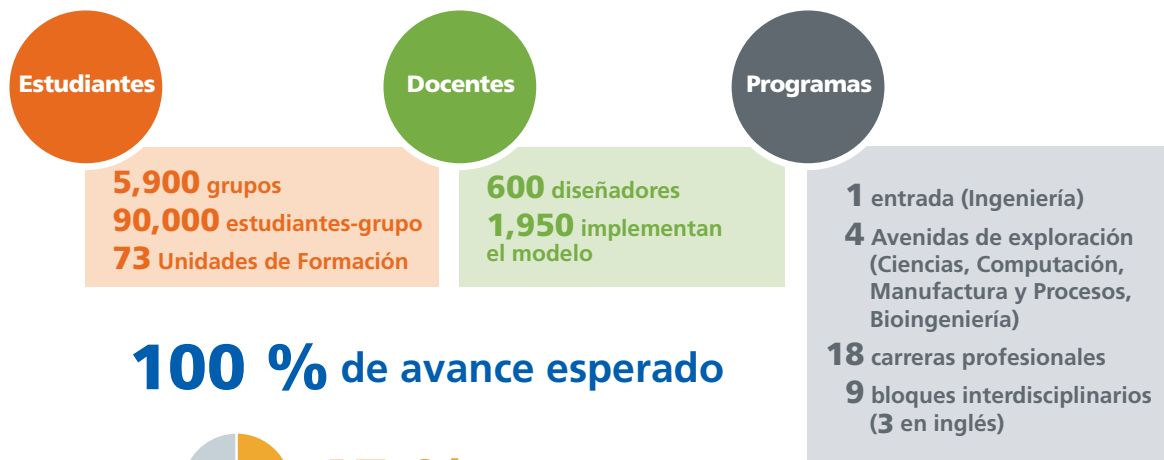 Estudiantes
5,900 grupos
90,000 estudiantes-grupo
73 Unidades de Formación
Docentes
600 diseñadores
1,950 implementan
el modelo
Programas
1 entrada (Ingeniería)
4 Avenidas de exploración
(Ciencias, Computación,
Manufactura y Procesos,
Bioingeniería)
18 carreras profesionales
9 bloques interdisciplinarios
(3 en inglés)
100 % de avance esperado